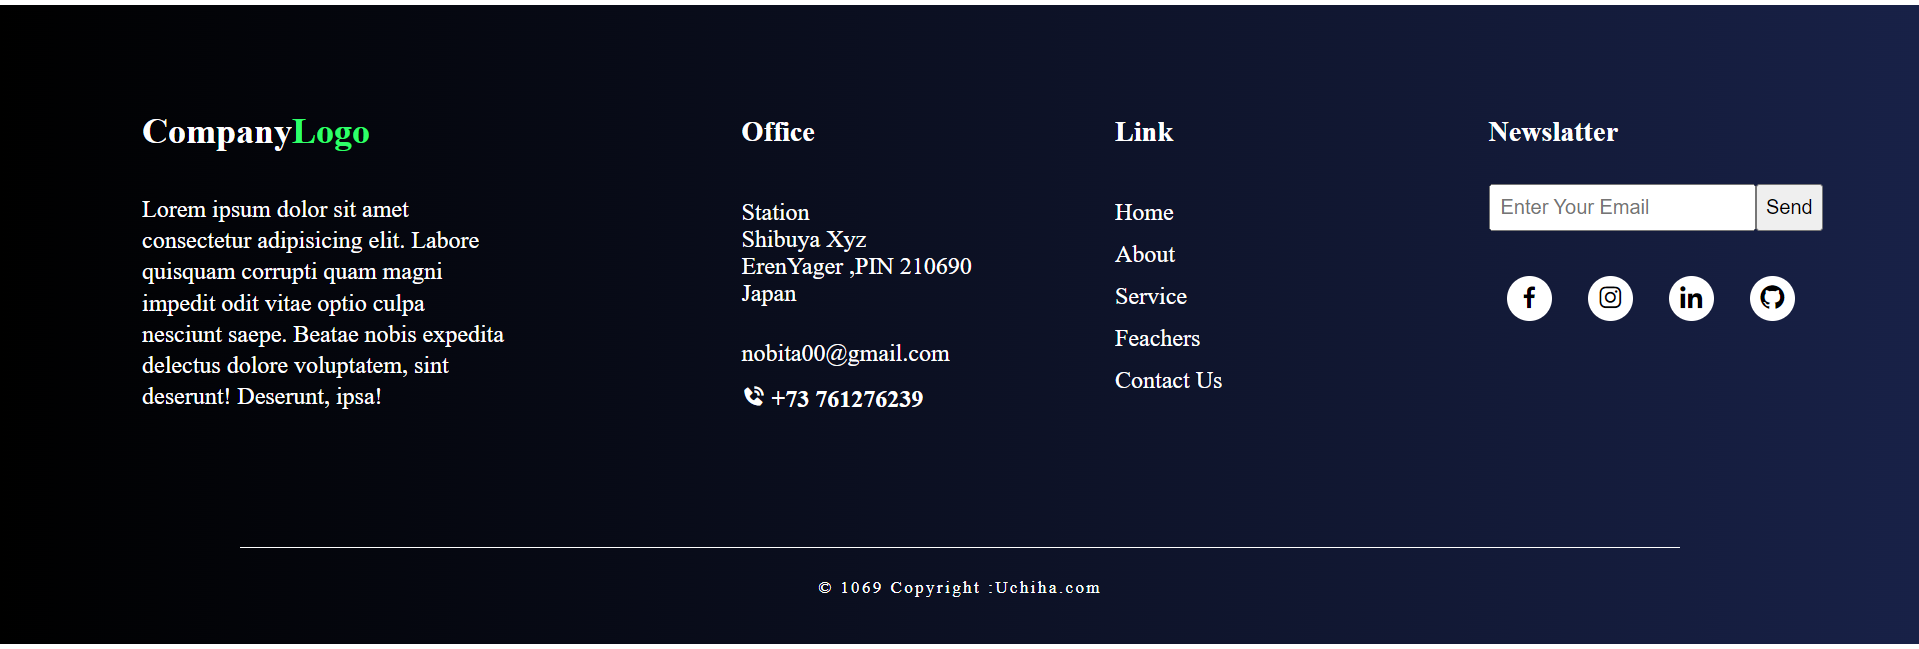 CompanyLogo
Lorem ipsum dolor sit amet
consectetur adipisicing elit. Labore
quisquam corrupti quam magni
impedit odit vitae optio culpa
nesciunt saepe. Beatae nobis expedita
delectus dolore voluptatem, sint
deserunt! Deserunt, ipsa!
Office
Station
Shibuya Xyz
ErenYager ,PIN 210690
Japan
nobita00@gmail.com
+73 761276239
Link
Home
About
Service
Feachers
Contact Us
Newslatter
Enter Your Email
Send
© 1069 Copyright :Uchiha.com